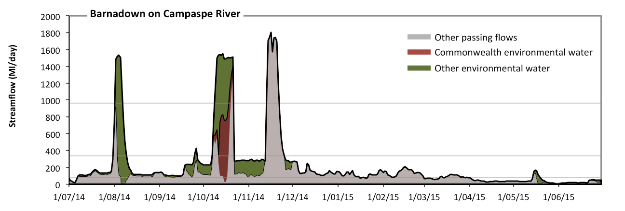 Barnadown on Campaspe River
Streamflow (Ml/day)
2000
1800
1600
1400
1200
1000
800
600
400
200
0
Other passing flows
Commonwealth environmental water
Other environmental water
1/07/14 1/08/14 1/09/14 1/10/14 1/11/14 1/12/14 1/01/15 1/02/15 1/03/15 1/04/15 1/05/15 1/06/15